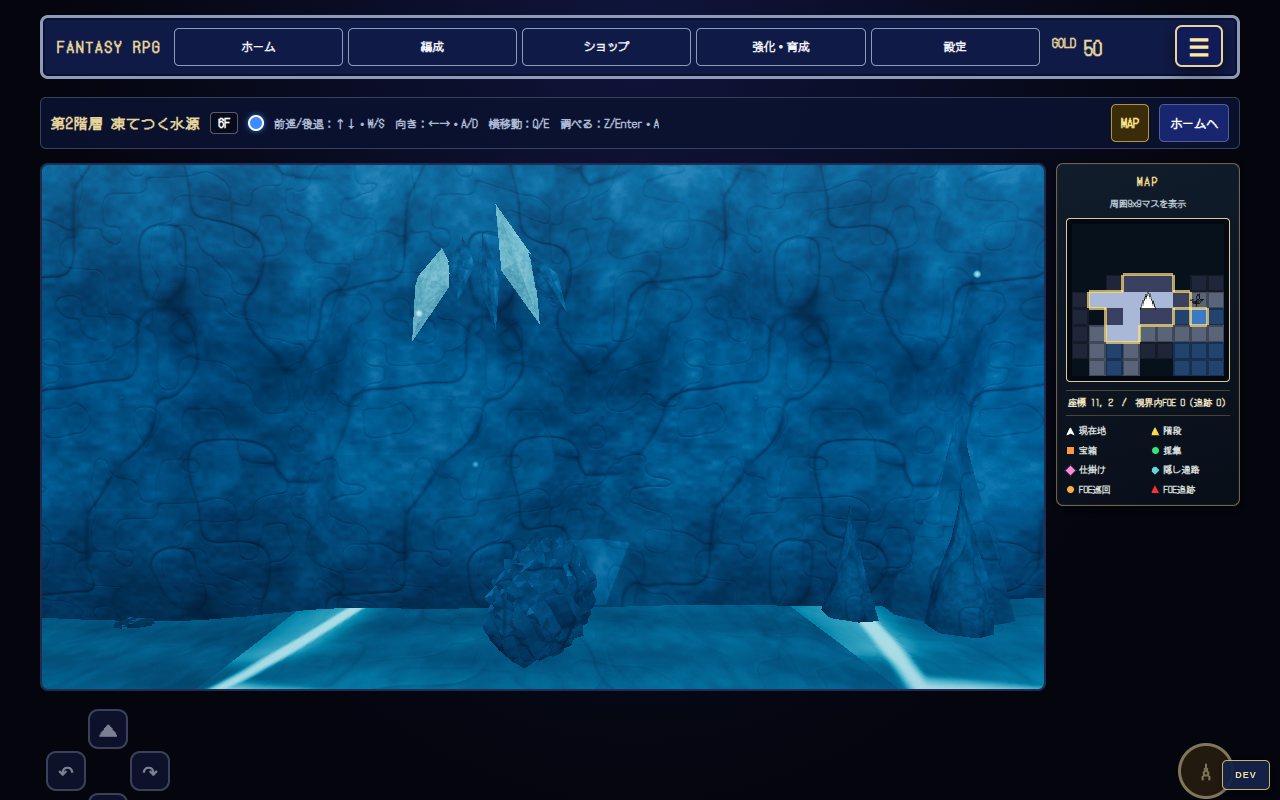 FANTASY RPG ホーム 編成 ショップ 強化・育成 設定 GOLD 50
第2階層 凍てつく水源 6F 前進/後退：↑↓・W/S 向き：←→・A/D 横移動：Q/E 調べる：Z/Enter・A MAP ホームへ
MAP
周囲9x9マスを表示
座標 11, 2 / 視界内FOE 0 (追跡 0)
現在地 階段
宝箱 採集
仕掛け 隠し通路
FOE巡回 FOE追跡
A
DEV